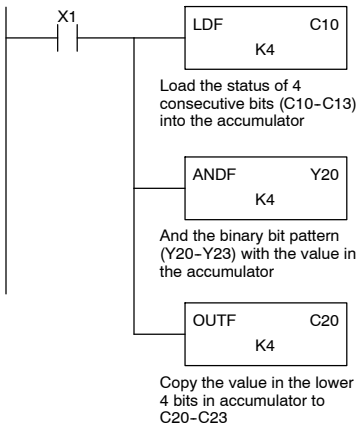 X1
LDF C10
K4
Load the status of 4
consecutive bits (C10-C13)
into the accumulator
ANDF Y20
K4
And the binary bit pattern
(Y20-Y23) with the value in
the accumulator
OUTF C20
K4
Copy the value in the lower
4 bits in accumulator to
C20-C23